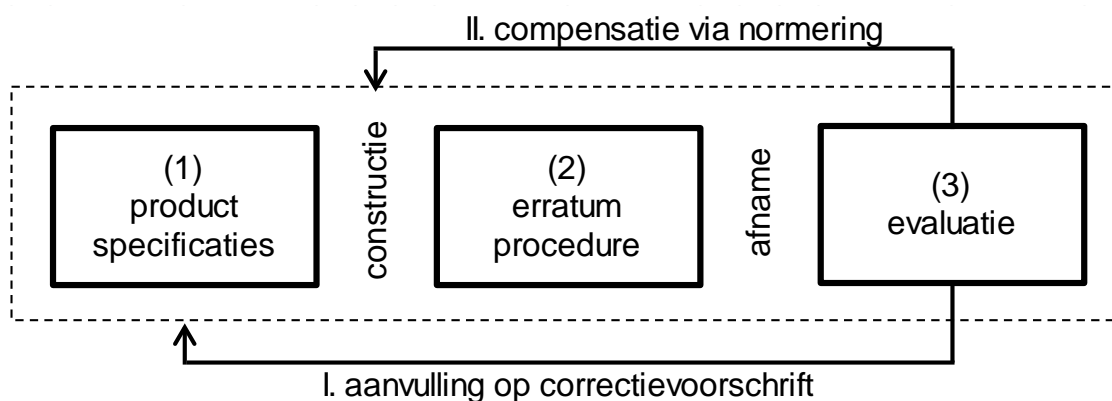 II. compensatie via normering
(1)
product
specificaties
constructie
(2)
erratum
procedure
afname
(3)
evaluatie
I. aanvulling op correctievoorschrift